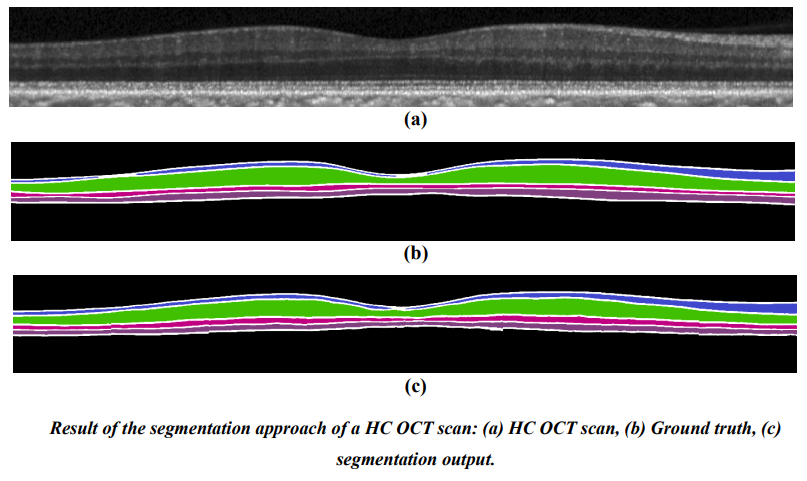 (a)
(b)
(c)
Result of the segmentation approach of a HC OCT scan: (a) HC OCT scan, (b) Ground truth, (c)
segmentation output.